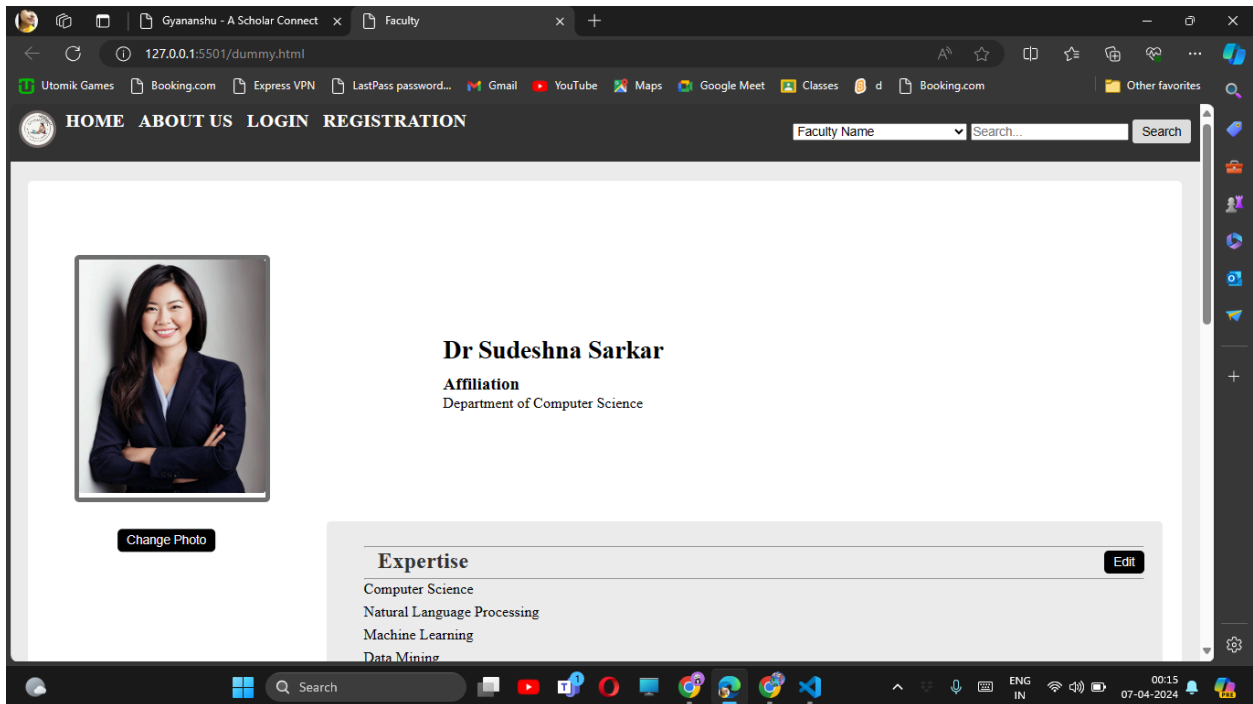 Gyananshu - A Scholar Connect
Faculty
127.0.0.1:5501/dummy.html
Utomik Games Booking.com Express VPN LastPass password... Gmail YouTube Maps Google Meet Classes d Booking.com Other favorites
HOME ABOUT US LOGIN REGISTRATION
Faculty Name Search... Search
Dr Sudeshna Sarkar
Affiliation
Department of Computer Science
Change Photo
Expertise Edit
Computer Science
Natural Language Processing
Machine Learning
Data Mining
Search
ENG
IN
00:15
07-04-2024